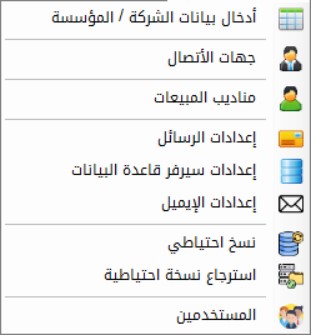 أدخال بيانات الشركة / المؤسسة
جهات الأتصال
مناديب المبيعات
إعدادات الرسائل
إعدادات سيرفر قاعدة البيانات
إعدادات الإيميل
نسخ احتياطي
استرجاع نسخة احتياطية
المستخدمين